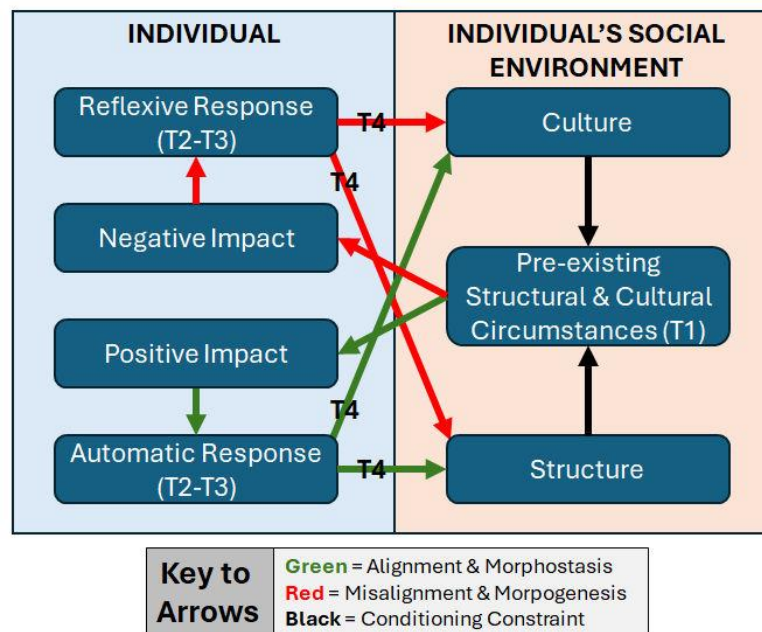 INDIVIDUAL
INDIVIDUAL'S SOCIAL
ENVIRONMENT
Reflexive Response
(T2-T3)
T4
Culture
T4
Negative Impact
Pre-existing
Structural & Cultural
Circumstances (T1)
Positive Impact
T4
Automatic Response
(T2-T3)
T4
Structure
Key to
Arrows
Green = Alignment & Morphostasis
Red = Misalignment & Morpogenesis
Black = Conditioning Constraint